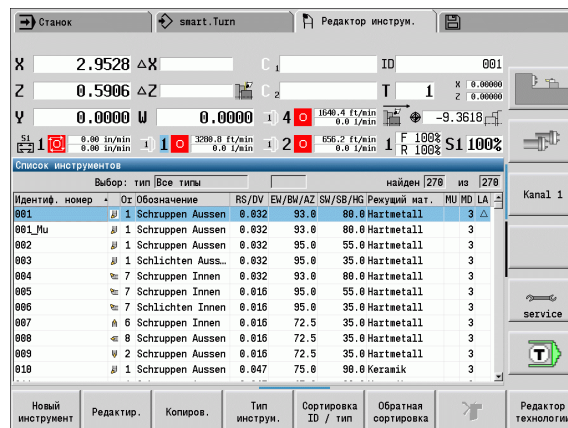 Станок smart.Turn Редактор инструм.
X 2.9528 △X C 1 ID 001
Z 0.5906 △Z C 2 T 1 X 0.00000
Z 0.00000
Y 0.0000 U 0.0000 4 0 1640.4 ft/min 0.0 1/min -9.3618
S1 1 0 0.00 in/min 0.00 in/min 1 0 3280.8 ft/min 0.0 1/min 2 0 656.2 ft/min 0.0 1/min 1 F 100% R 100% S1 100%
Список инструментов
Выбор: тип Все типы найден 270 из 270
Идентиф. номер Or Обозначение RS/DV EW/BW/AZ SW/SB/HG Режущий мат. MU MD LA
001 1 Schruppen Aussen 0.032 93.0 80.0 Hartmetall 3 △
001_Mu 1 Schruppen Aussen 0.032 93.0 80.0 Hartmetall 3
002 1 Schruppen Aussen 0.032 95.0 55.0 Hartmetall 3
003 1 Schlichten Auss… 0.032 95.0 35.0 Hartmetall 3
004 7 Schruppen Innen 0.032 93.0 80.0 Hartmetall 3
005 7 Schruppen Innen 0.016 95.0 55.0 Hartmetall 3
006 7 Schlichten Innen 0.016 95.0 35.0 Hartmetall 3
007 6 Schruppen Innen 0.016 72.5 35.0 Hartmetall 3
008 8 Schruppen Aussen 0.016 72.5 35.0 Hartmetall 3
009 2 Schruppen Aussen 0.016 72.5 35.0 Hartmetall 3
010 1 Schruppen Aussen 0.047 75.0 90.0 Keramik 3
Kanal 1
service
T
Новый инструмент
Редактир.
Копиров.
Тип инструм.
Сортировка ID / тип
Обратная сортировка
Редактор технологии